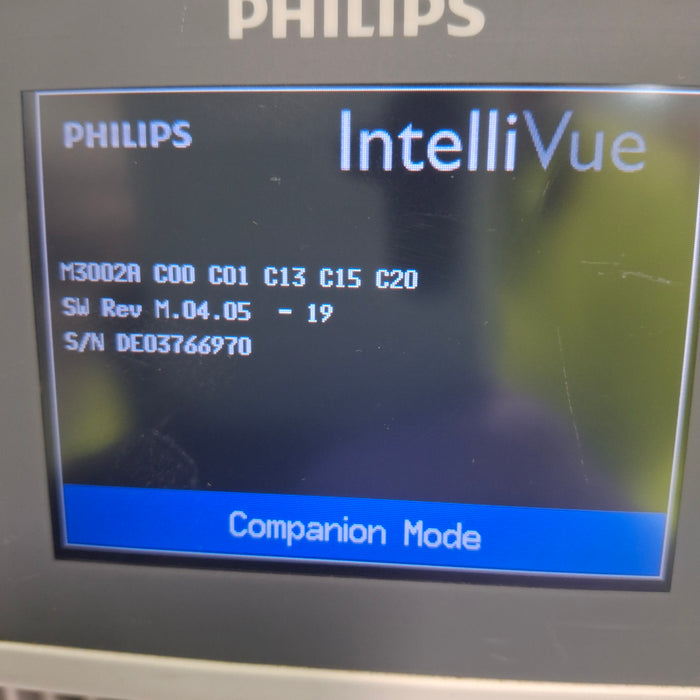 PHILIPS
PHILIPS IntelliVue
M3002A C00 C01 C13 C15 C20
SW Rev M.04.05 - 19
S/N DE03766970
Companion Mode